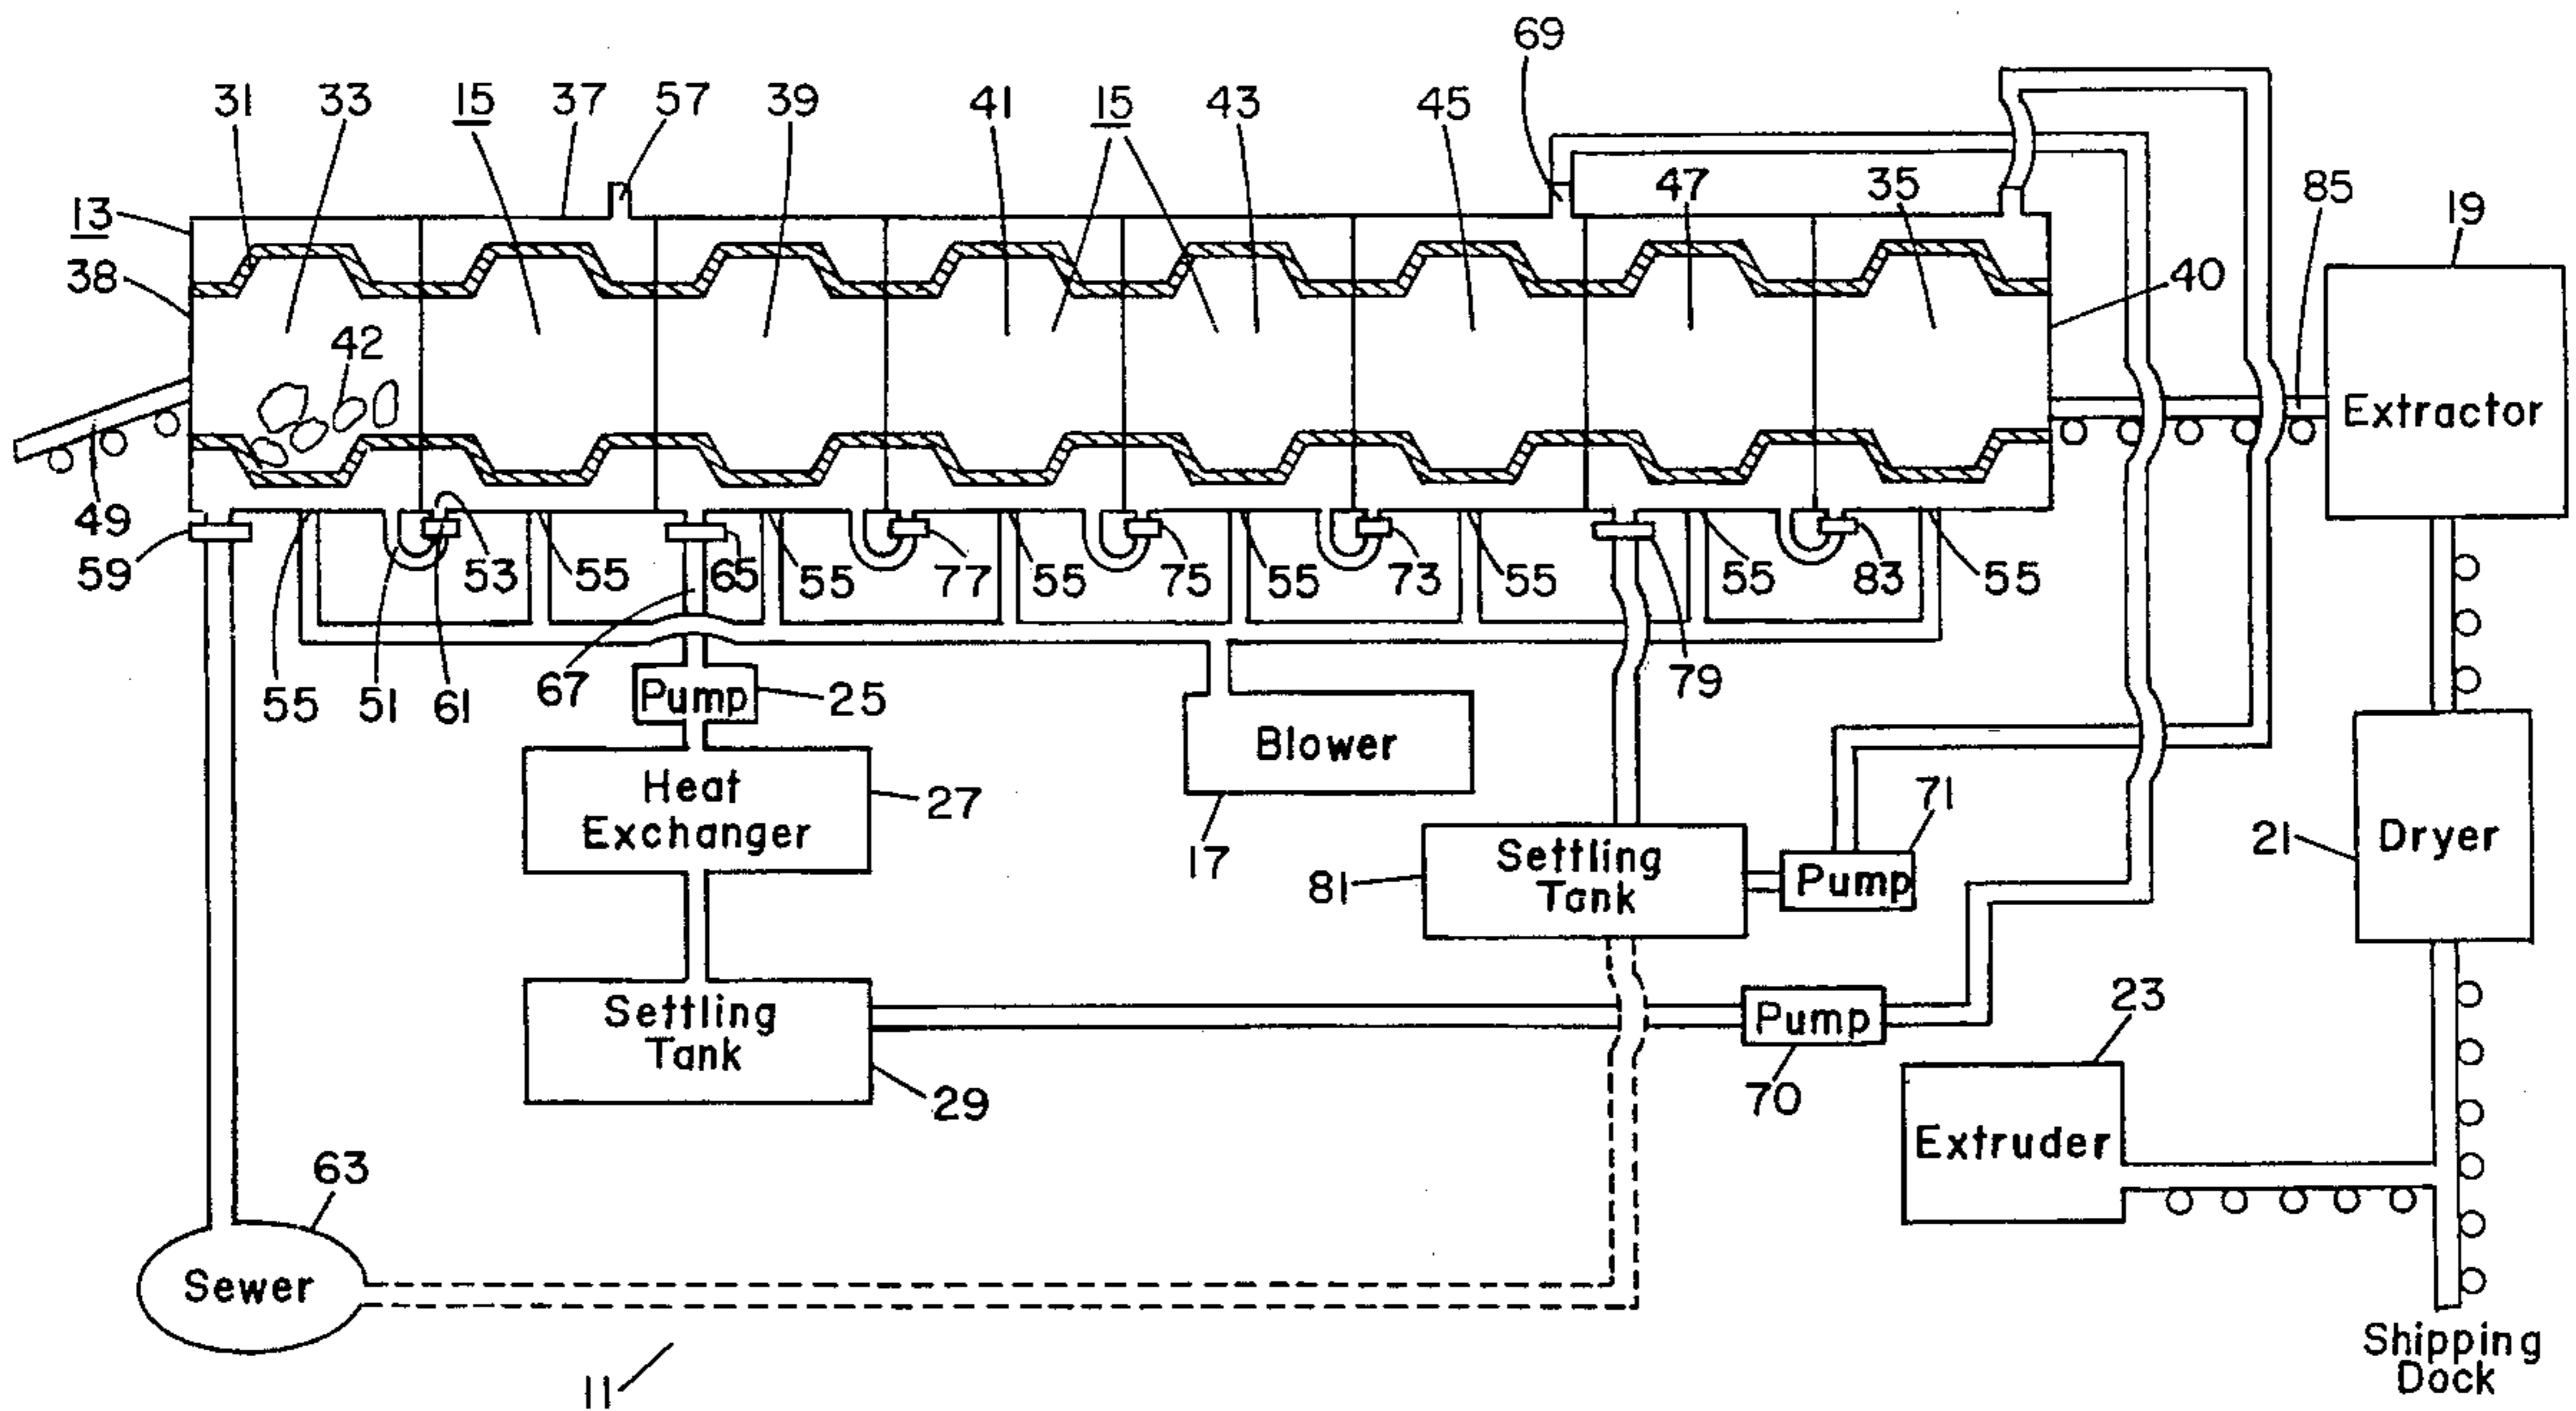 69
31 33 15 37 57 39 41 15 43 45 47 35 85
13 19
38 40
42
Extractor
49
59 53 55 65 55 77 55 75 55 73 55 55 83 55
55 51 61 67 79
Pump 25
Blower
Heat
Exchanger 27
71
17
Settling
Tank
81
Pump
21 Dryer
Settling
Tank
29
Pump
70
23
Extruder
63
Sewer
11
Shipping
Dock